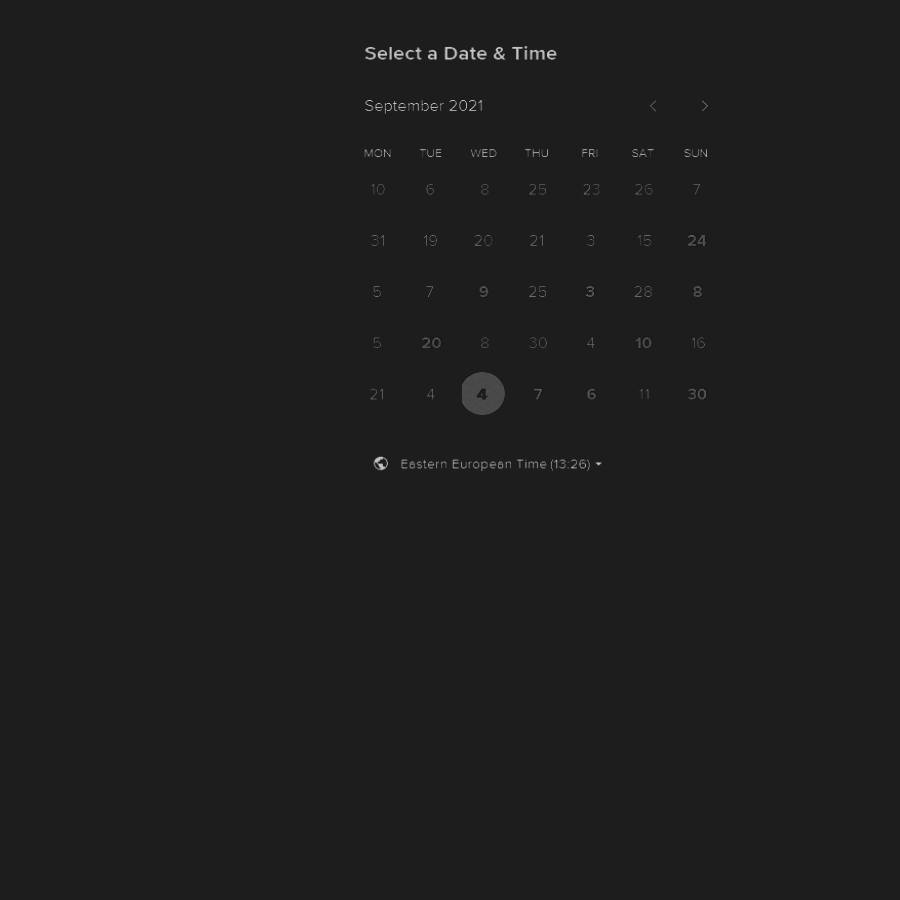 Select a Date & Time
September 2021
MON TUE WED THU FRI SAT SUN
10 6 8 25 23 26 7
31 19 20 21 3 15 24
5 7 9 25 3 28 8
5 20 8 30 4 10 16
21 4 4 7 6 11 30
Eastern European Time (13:26)